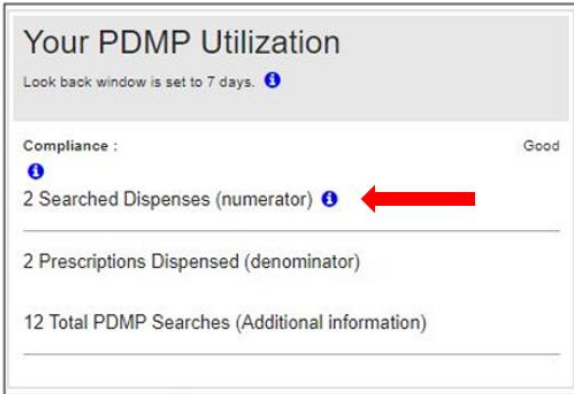 Your PDMP Utilization
Look back window is set to 7 days. i
Compliance : Good
i
2 Searched Dispenses (numerator) i
2 Prescriptions Dispensed (denominator)
12 Total PDMP Searches (Additional information)